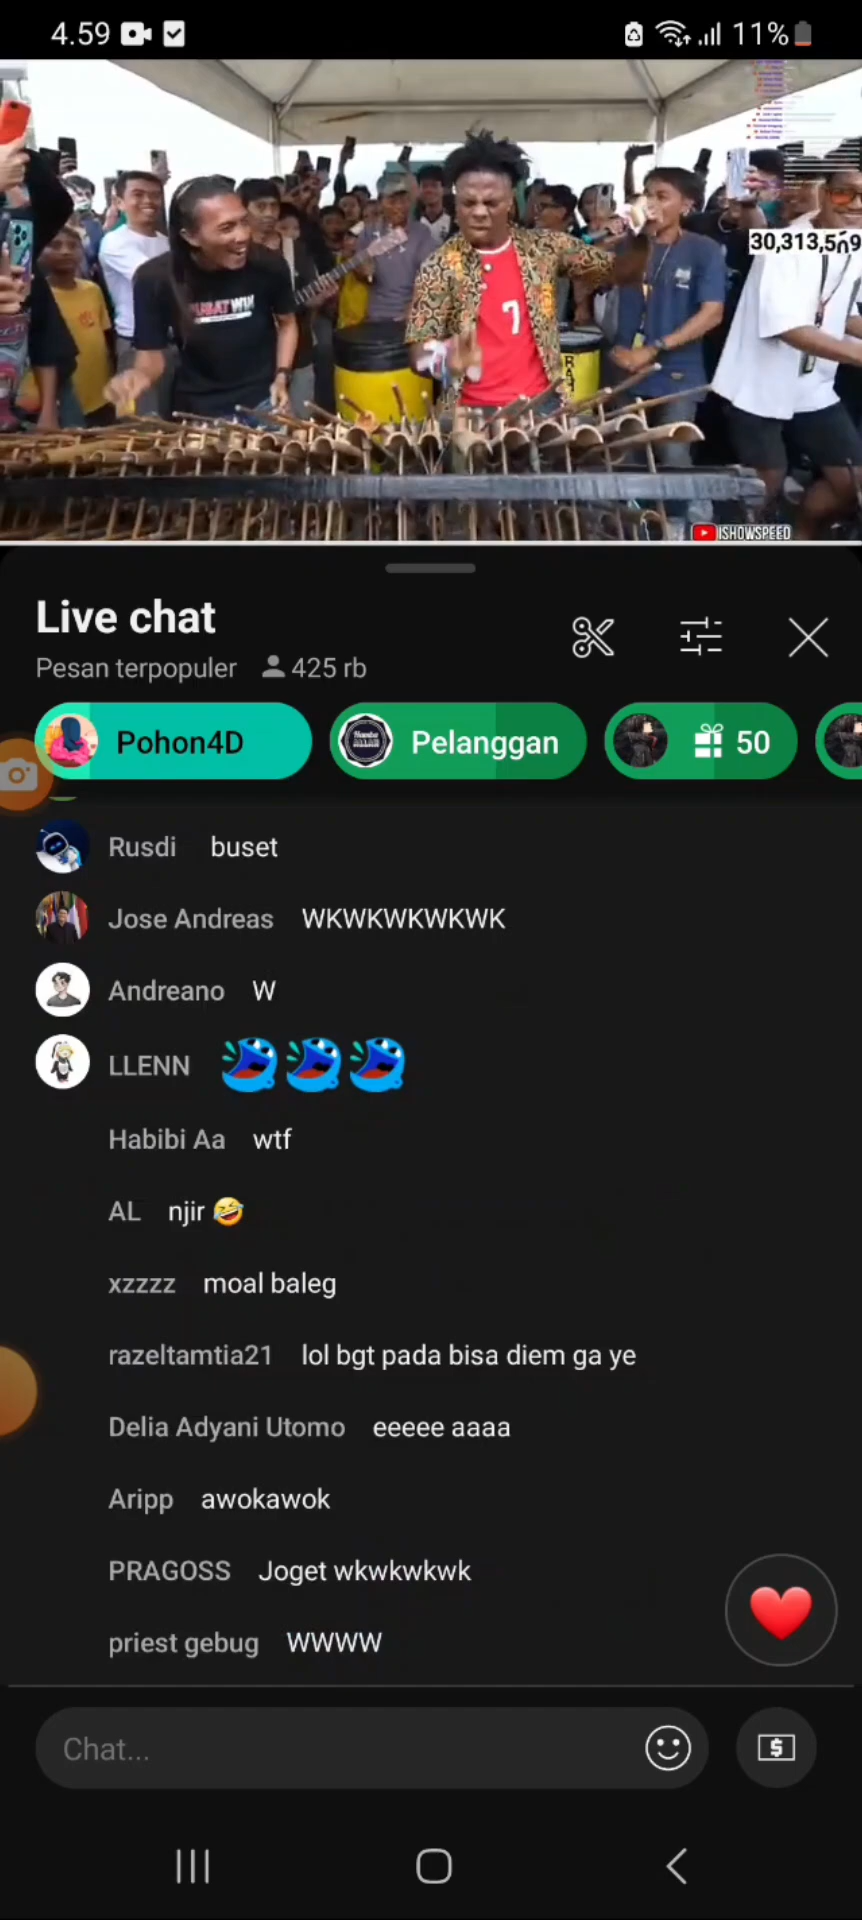 4.59
11%
7
30,313,5
ISHOWSPEED
Live chat
Pesan terpopuler 425 rb
Pohon4D
Pelanggan
50
Rusdi buset
Jose Andreas WKWKWKWKWK
Andreano W
LLENN
Habibi Aa wtf
AL njir 🤣
xzzzz moal baleg
razeltamtia21 lol bgt pada bisa diem ga ye
Delia Adyani Utomo eeeee aaaa
Aripp awokawok
PRAGOSS Joget wkwkwkwk
priest gebug WWWW
Chat...